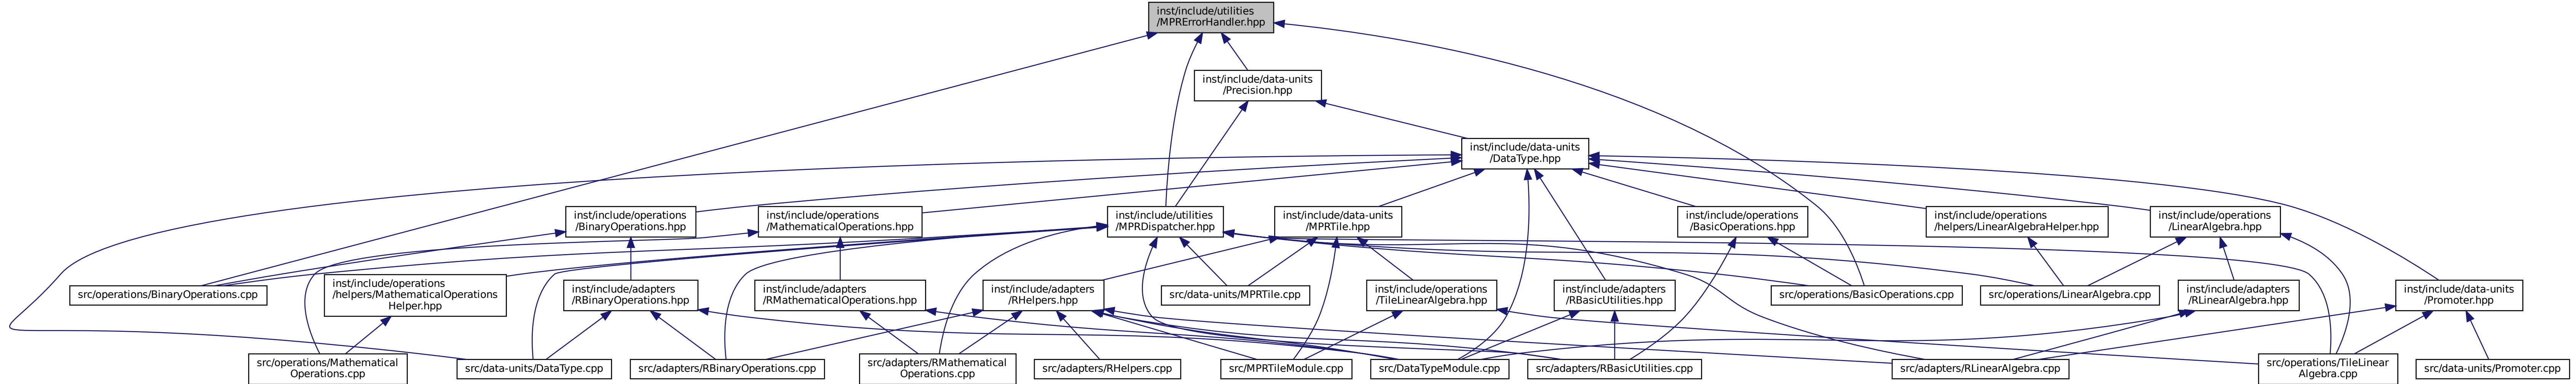 inst/include/utilities
/MPRErrorHandler.hpp
inst/include/data-units
/Precision.hpp
inst/include/data-units
/DataType.hpp
inst/include/operations
/BinaryOperations.hpp
inst/include/operations
/MathematicalOperations.hpp
inst/include/utilities
/MPRDispatcher.hpp
inst/include/data-units
/MPRTile.hpp
inst/include/operations
/BasicOperations.hpp
inst/include/operations
/helpers/LinearAlgebraHelper.hpp
inst/include/operations
/LinearAlgebra.hpp
src/operations/BinaryOperations.cpp
inst/include/operations
/helpers/MathematicalOperations
Helper.hpp
inst/include/adapters
/RBinaryOperations.hpp
inst/include/adapters
/RMathematicalOperations.hpp
inst/include/adapters
/RHelpers.hpp
src/data-units/MPRTile.cpp
inst/include/operations
/TileLinearAlgebra.hpp
inst/include/adapters
/RBasicUtilities.hpp
src/operations/BasicOperations.cpp
src/operations/LinearAlgebra.cpp
inst/include/adapters
/RLinearAlgebra.hpp
inst/include/data-units
/Promoter.hpp
src/operations/Mathematical
Operations.cpp
src/data-units/DataType.cpp
src/adapters/RBinaryOperations.cpp
src/adapters/RMathematical
Operations.cpp
src/adapters/RHelpers.cpp
src/MPRTileModule.cpp
src/DataTypeModule.cpp
src/adapters/RBasicUtilities.cpp
src/adapters/RLinearAlgebra.cpp
src/operations/TileLinear
Algebra.cpp
src/data-units/Promoter.cpp